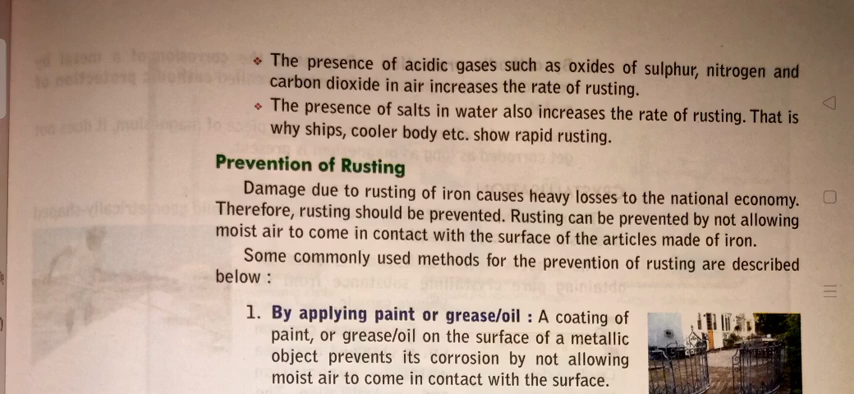 ❖ The presence of acidic gases such as oxides of sulphur, nitrogen and
carbon dioxide in air increases the rate of rusting.
❖ The presence of salts in water also increases the rate of rusting. That is
why ships, cooler body etc. show rapid rusting.
Prevention of Rusting
Damage due to rusting of iron causes heavy losses to the national economy.
Therefore, rusting should be prevented. Rusting can be prevented by not allowing
moist air to come in contact with the surface of the articles made of iron.
Some commonly used methods for the prevention of rusting are described
below :
1. By applying paint or grease/oil : A coating of
paint, or grease/oil on the surface of a metallic
object prevents its corrosion by not allowing
moist air to come in contact with the surface.